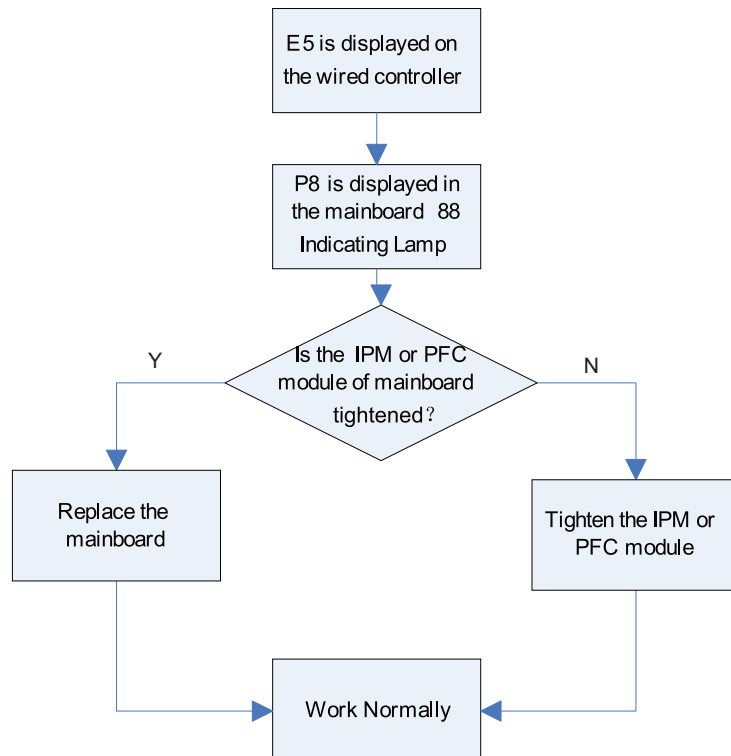 E5 is displayed on
the wired controller
P8 is displayed in
the mainboard 88
Indicating Lamp
Is the IPM or PFC
module of mainboard
tightened？
Y
N
Replace the
mainboard
Tighten the IPM or
PFC module
Work Normally